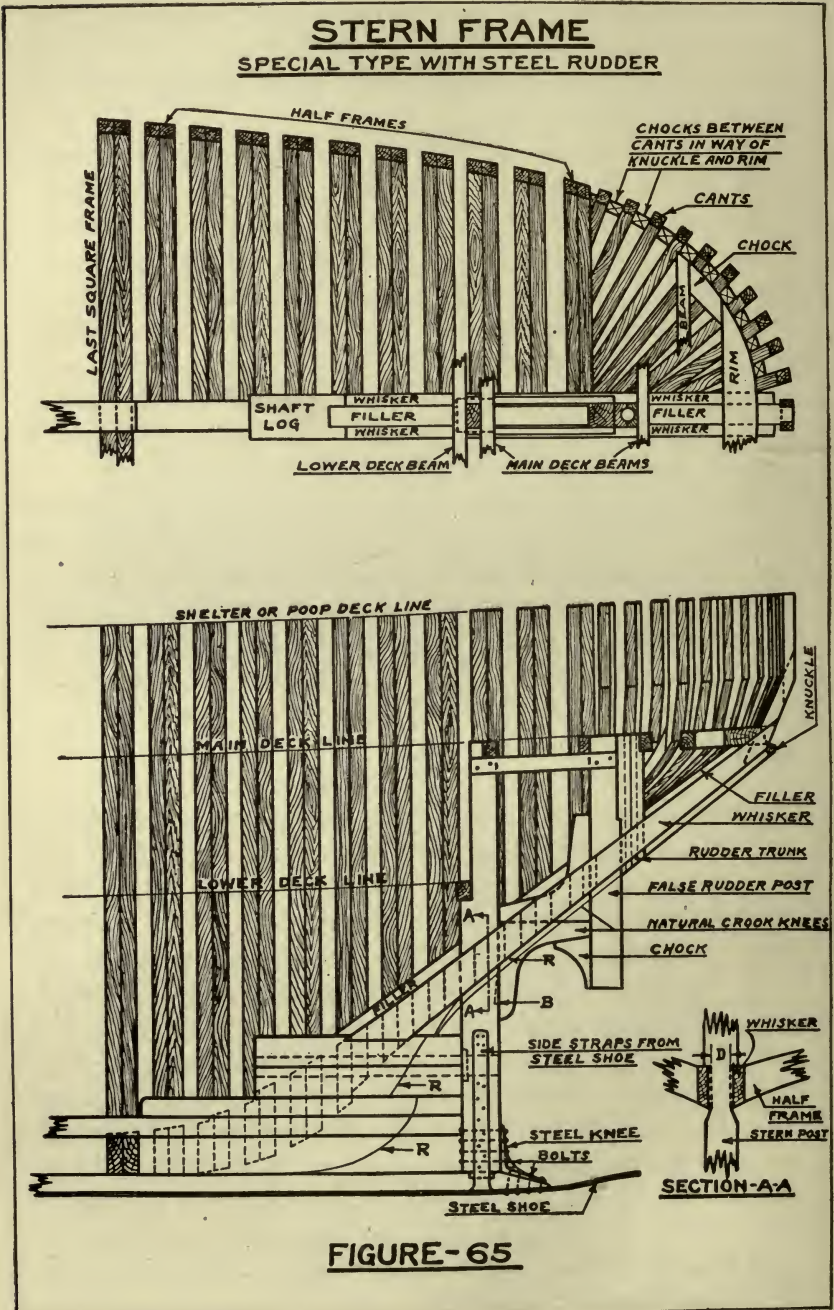 STERN FRAME
SPECIAL TYPE WITH STEEL RUDDER
HALF FRAMES
CHOCKS BETWEEN
CANTS IN WAY OF
KNUCKLE AND RIM
CANTS
CHOCK
LAST SQUARE FRAME
BEAM
RIM
SHAFT
LOG
WHISKER
FILLER
WHISKER
WHISKER
FILLER
WHISKER
LOWER DECK BEAM
MAIN DECK BEAMS
SHELTER OR POOP DECK LINE
KNUCKLE
MAIN DECK LINE
FILLER
WHISKER
RUDDER TRUNK
LOWER DECK LINE
FALSE RUDDER POST
A
NATURAL CROOK KNEES
R
CHOCK
FILLER
A
B
SIDE STRAPS FROM
STEEL SHOE
R
R
STEEL KNEE
BOLTS
STEEL SHOE
WHISKER
D
HALF
FRAME
STERN POST
SECTION-A-A
FIGURE-65